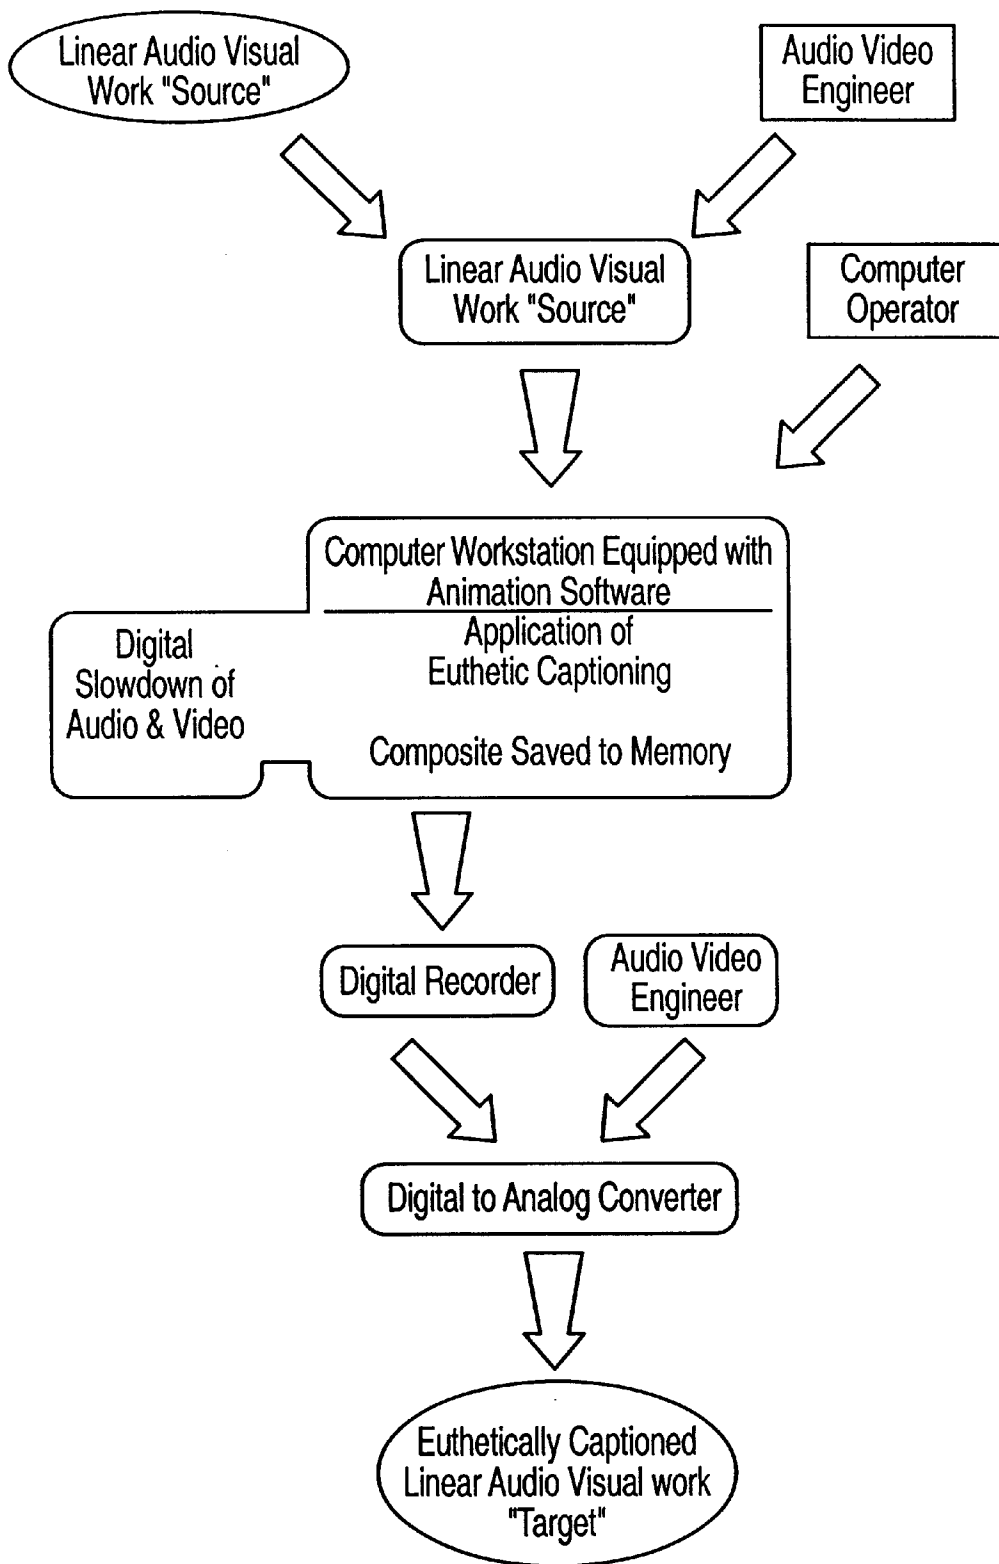 Linear Audio Visual
Work "Source"
Audio Video
Engineer
Linear Audio Visual
Work "Source"
Computer
Operator
Computer Workstation Equipped with
Animation Software
Digital
Slowdown of
Audio & Video
Application of
Euthetic Captioning
Composite Saved to Memory
Digital Recorder
Audio Video
Engineer
Digital to Analog Converter
Euthetically Captioned
Linear Audio Visual work
"Target"